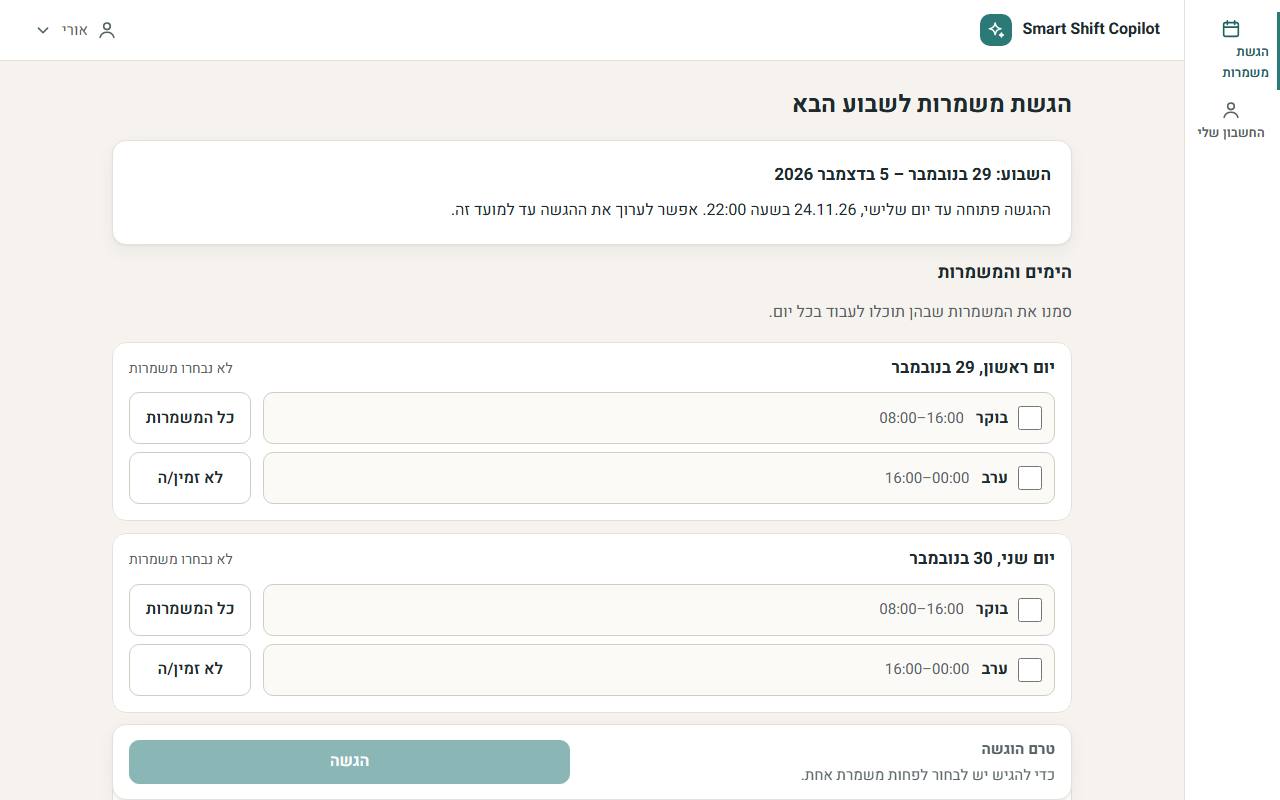 הגשת
משמרות
החשבון שלי
Smart Shift Copilot
אורי
הגשת משמרות לשבוע הבא
השבוע: 29 בנובמבר – 5 בדצמבר 2026
ההגשה פתוחה עד יום שלישי, 24.11.26 בשעה 22:00. אפשר לערוך את ההגשה עד למועד זה.
הימים והמשמרות
סמנו את המשמרות שבהן תוכלו לעבוד בכל יום.
יום ראשון, 29 בנובמבר
לא נבחרו משמרות
בוקר 08:00–16:00
כל המשמרות
ערב 16:00–00:00
לא זמין/ה
יום שני, 30 בנובמבר
לא נבחרו משמרות
בוקר 08:00–16:00
כל המשמרות
ערב 16:00–00:00
לא זמין/ה
טרם הוגשה
כדי להגיש יש לבחור לפחות משמרת אחת.
הגשה